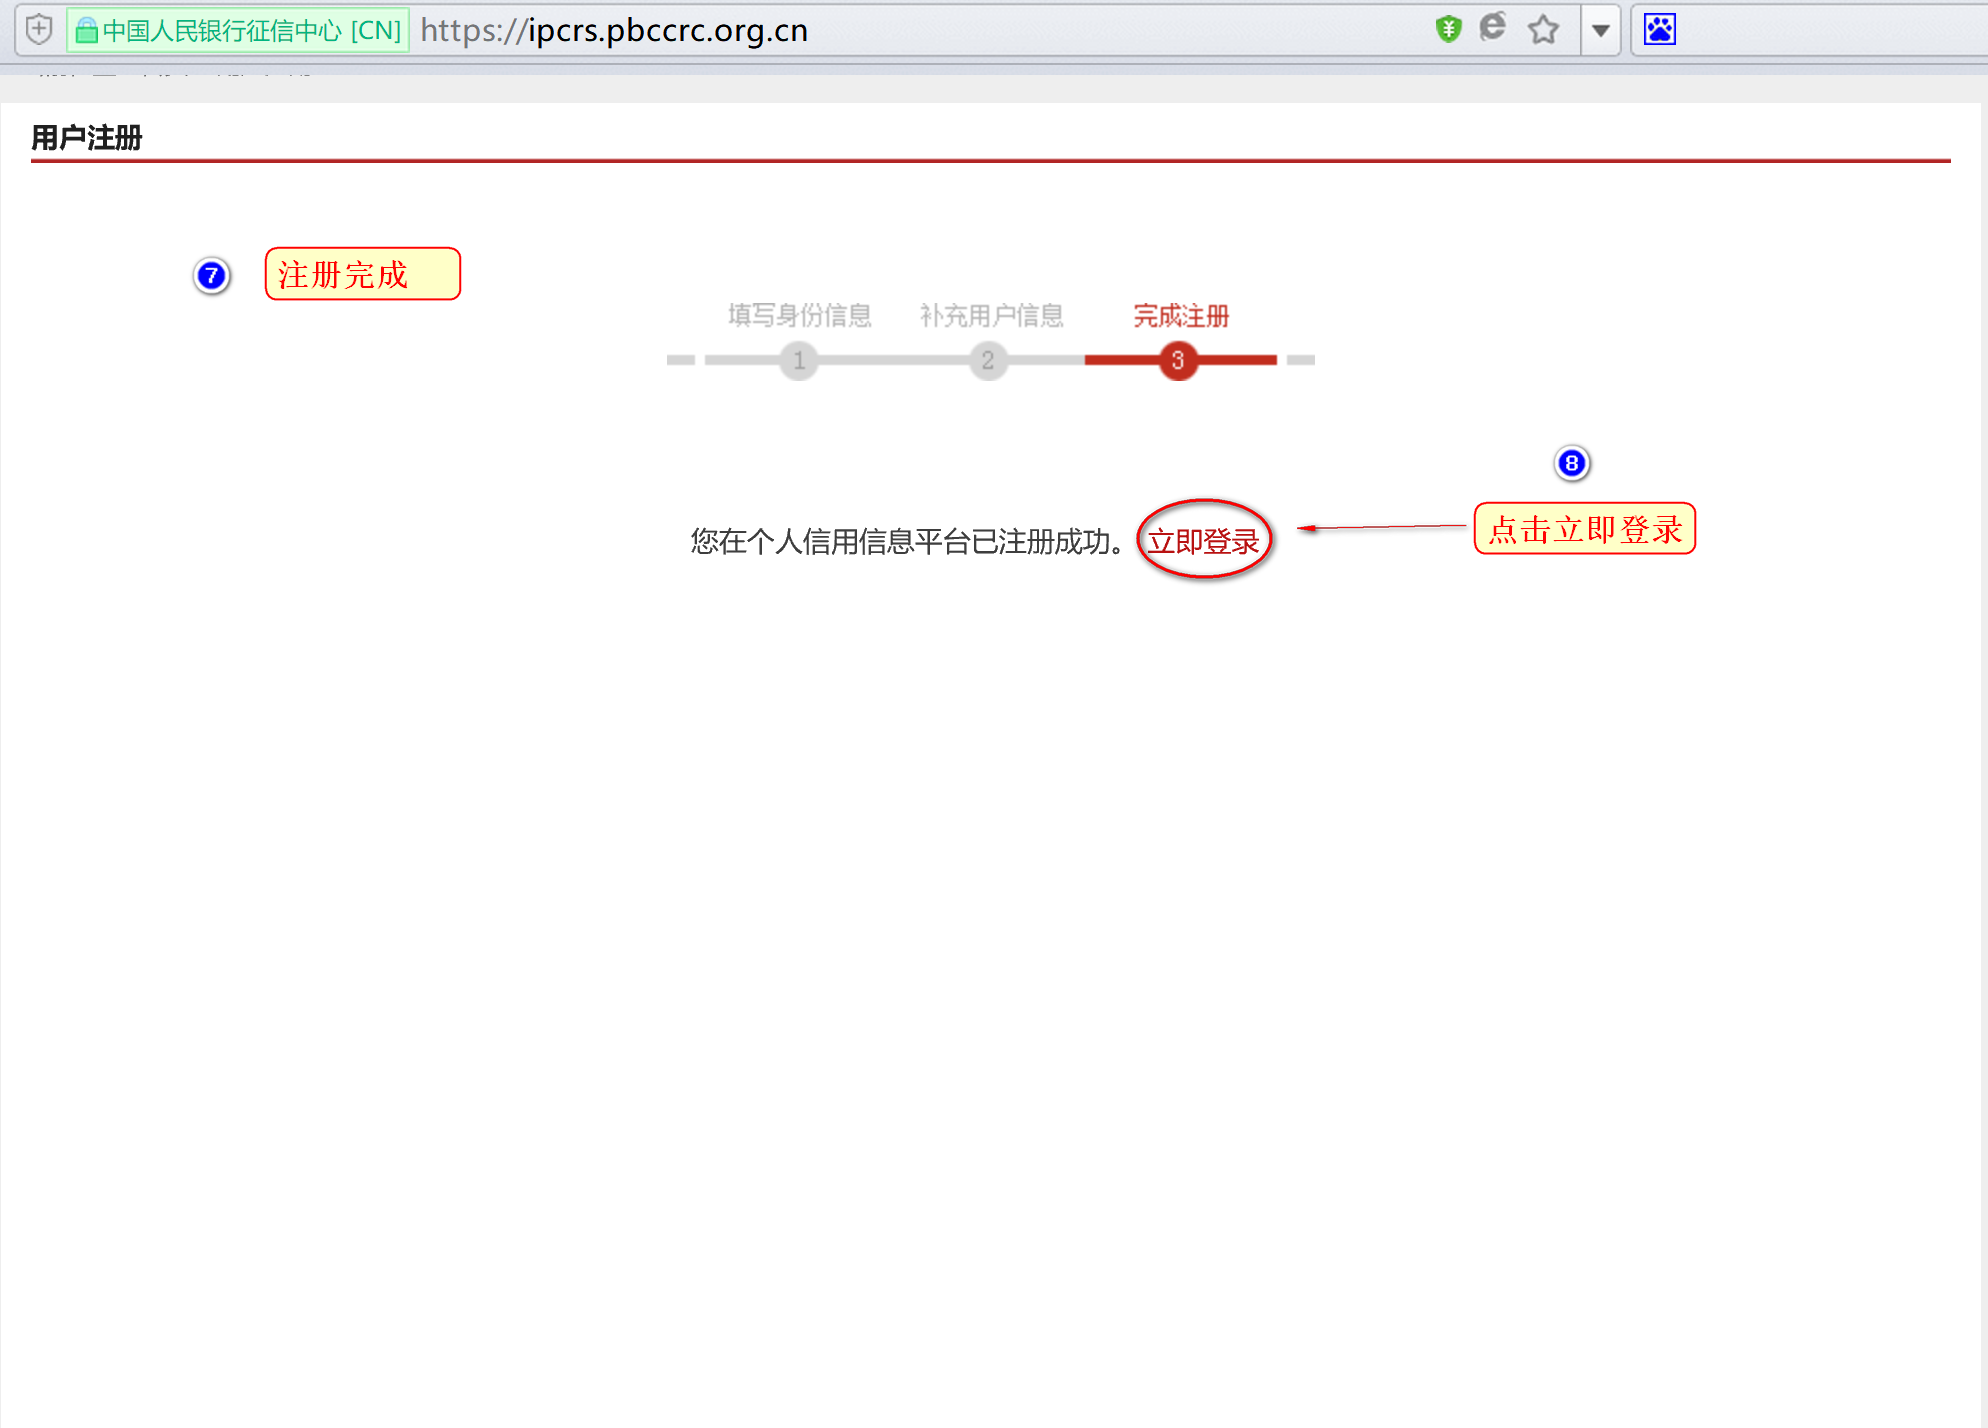 中国人民银行征信中心 [CN] https://ipcrs.pbccrc.org.cn
用户注册
7 注册完成
填写身份信息 补充用户信息 完成注册
1 2 3
8
您在个人信用信息平台已注册成功。 立即登录 点击立即登录